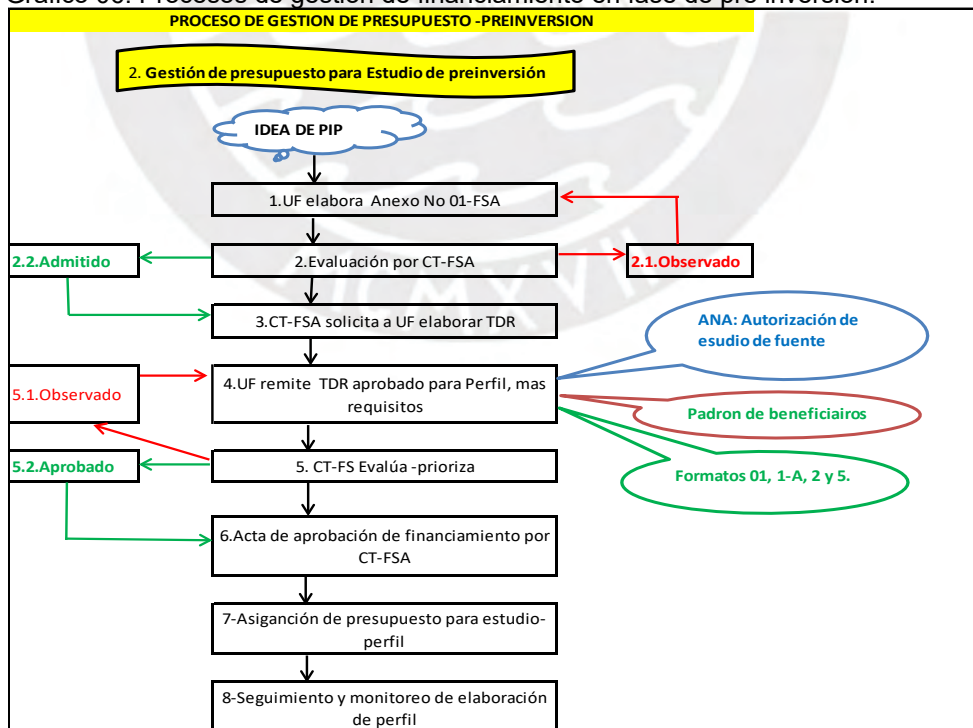 PROCESO DE GESTION DE PRESUPUESTO -PREINVERSION
2. Gestión de presupuesto para Estudio de preinversión
IDEA DE PIP
1.UF elabora Anexo No 01-FSA
2.2.Admitido
2.Evaluación por CT-FSA
2.1.Observado
3.CT-FSA solicita a UF elaborar TDR
ANA: Autorización de
esudio de fuente
5.1.Observado
4.UF remite TDR aprobado para Perfil, mas
requisitos
Padron de beneficiairos
5.2.Aprobado
5. CT-FS Evalúa -prioriza
Formatos 01, 1-A, 2 y 5.
6.Acta de aprobación de financiamiento por
CT-FSA
7-Asiganción de presupuesto para estudio-
perfil
8-Seguimiento y monitoreo de elaboración
de perfil
MCMXVII